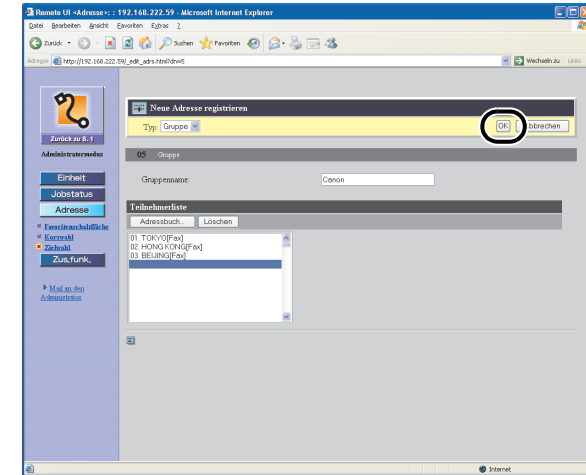 Remote UI <Adresse>: : 192.168.222.59 - Microsoft Internet Explorer
Datei Bearbeiten Ansicht Favoriten Extras ?
Zurück Suchen Favoriten
Adresse http://192.168.222.59/_edt_adrs.html?dn=5 Wechseln zu Links
Zurück zu S. 1
Administratormodus
Einheit
Jobstatus
Adresse
Favoritenschaltfläche
Kurzwahl
Zielwahl
Zus.funk.
Mail an den
Administrator
Neue Adresse registrieren
Typ: Gruppe OK Abbrechen
05 Gruppe
Gruppenname: Canon
Teilnehmerliste
Adressbuch... Löschen
01. TOKYO[Fax]
02. HONG KONG[Fax]
03. BEIJING[Fax]
Internet